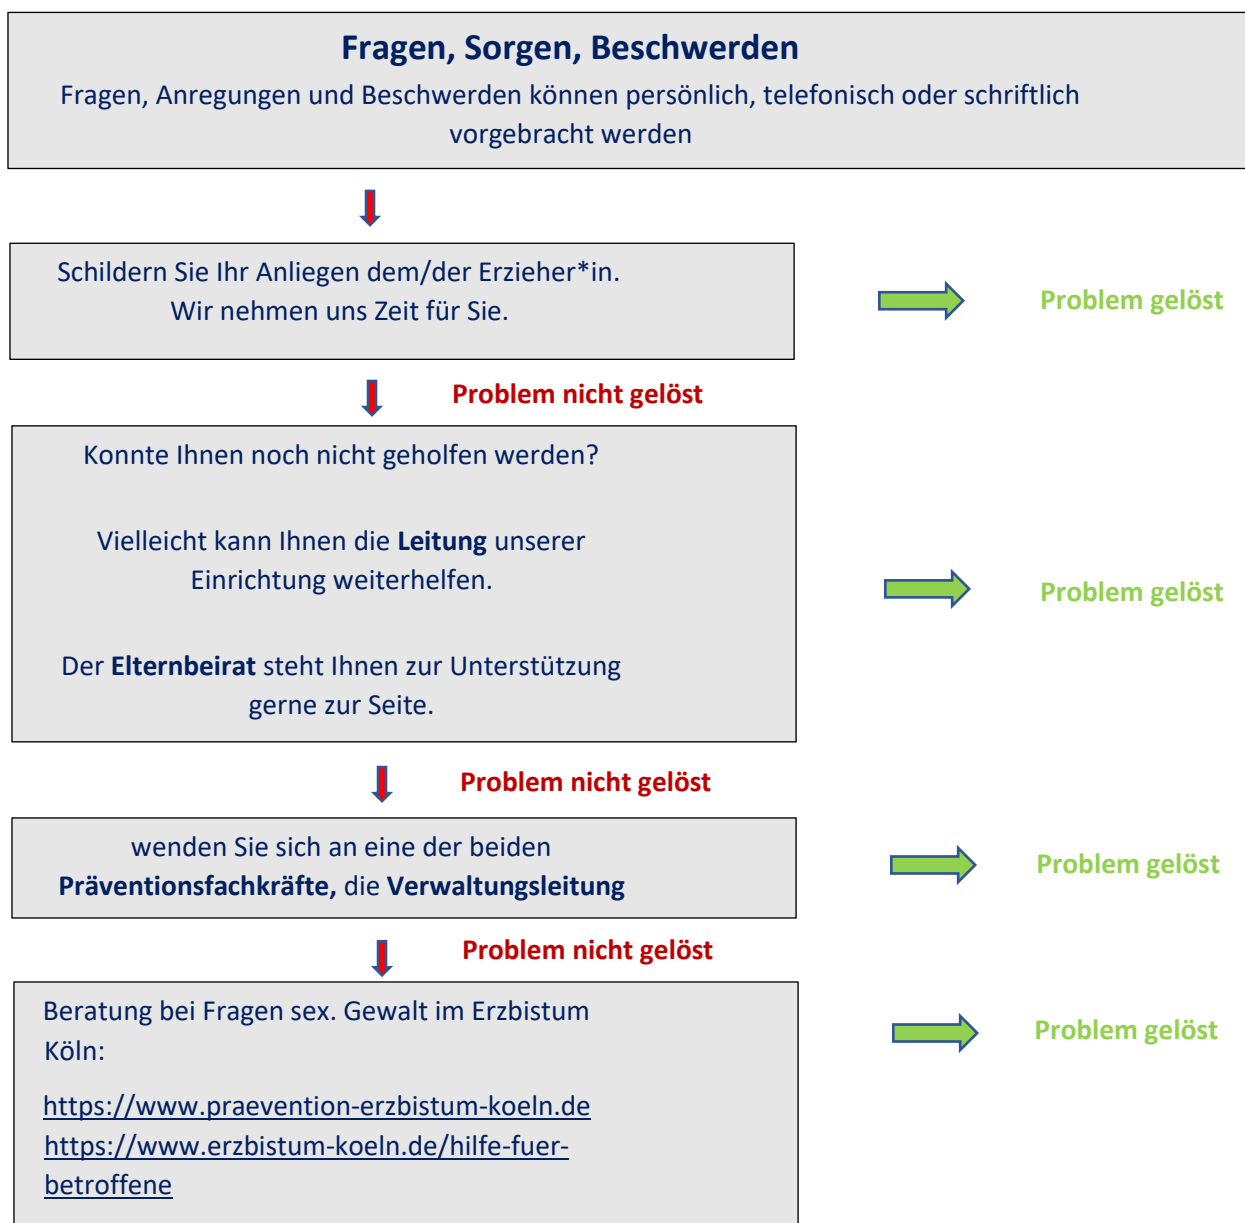 Fragen, Sorgen, Beschwerden
Fragen, Anregungen und Beschwerden können persönlich, telefonisch oder schriftlich
vorgebracht werden
Schildern Sie Ihr Anliegen dem/der Erzieher*in.
Wir nehmen uns Zeit für Sie.
Problem gelöst
Problem nicht gelöst
Konnte Ihnen noch nicht geholfen werden?
Vielleicht kann Ihnen die Leitung unserer
Einrichtung weiterhelfen.
Der Elternbeirat steht Ihnen zur Unterstützung
gerne zur Seite.
Problem gelöst
Problem nicht gelöst
wenden Sie sich an eine der beiden
Präventionsfachkräfte, die Verwaltungsleitung
Problem gelöst
Problem nicht gelöst
Beratung bei Fragen sex. Gewalt im Erzbistum
Köln:
https://www.praevention-erzbistum-koeln.de
https://www.erzbistum-koeln.de/hilfe-fuer-
betroffene
Problem gelöst